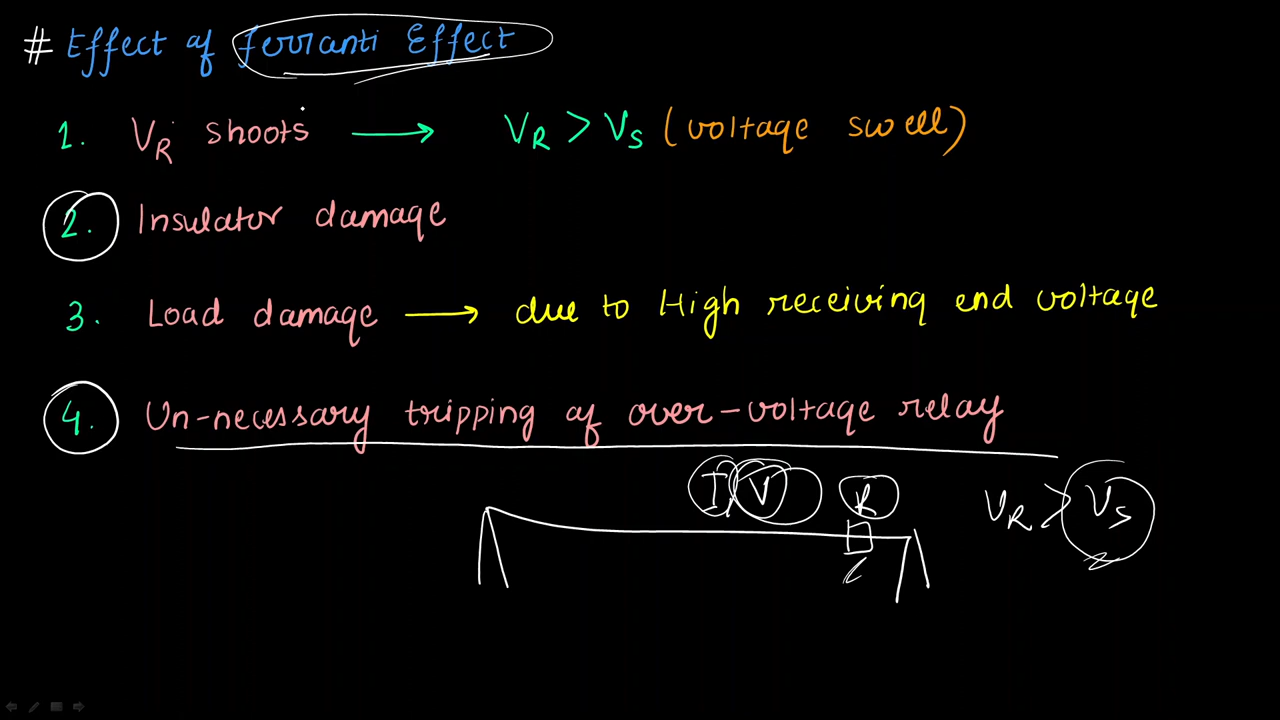 # Effect of ferranti Effect
1. VR shoots → VR > VS (voltage swell)
2. Insulator damage
3. Load damage → due to High receiving end voltage
4. Un-necessary tripping of over-voltage relay
I, V R VR > VS